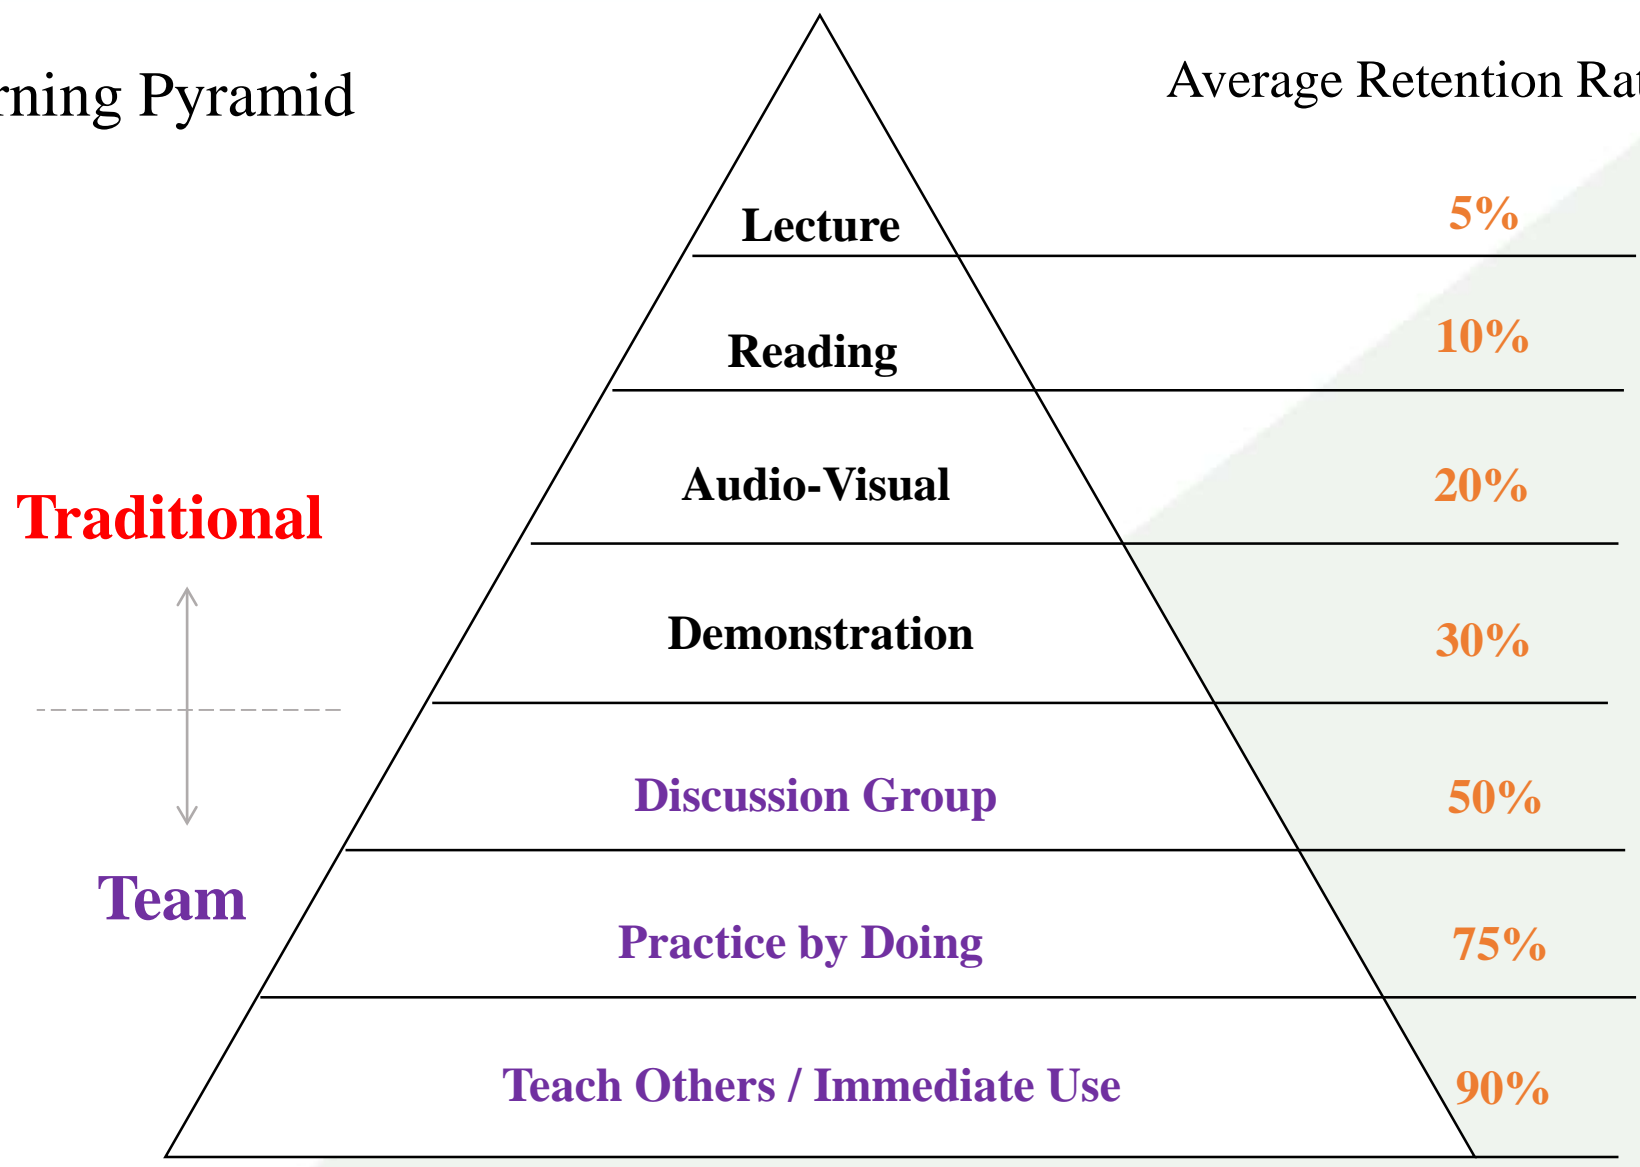 rning Pyramid
Average Retention Rat
Lecture
5%
Reading
10%
Audio-Visual
20%
Traditional
Demonstration
30%
Discussion Group
50%
Team
Practice by Doing
75%
Teach Others / Immediate Use
90%